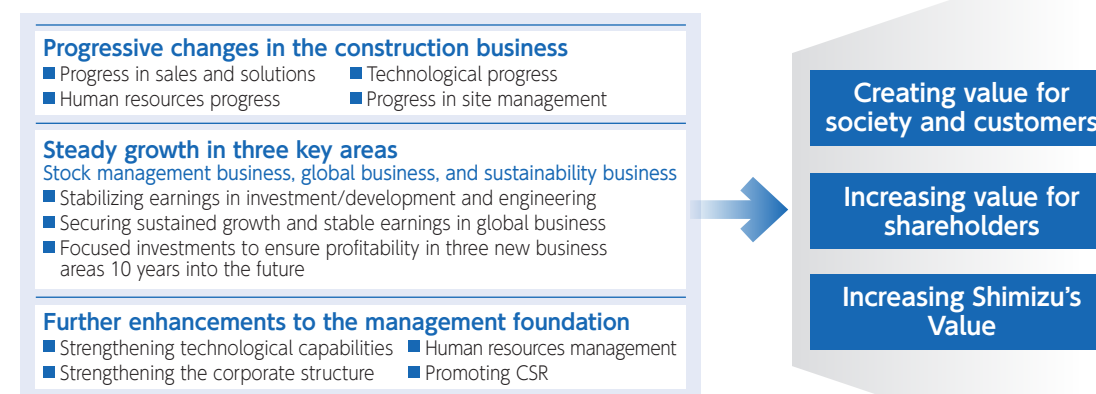 Progressive changes in the construction business
■ Progress in sales and solutions ■ Technological progress
■ Human resources progress ■ Progress in site management
Steady growth in three key areas
Stock management business, global business, and sustainability business
■ Stabilizing earnings in investment/development and engineering
■ Securing sustained growth and stable earnings in global business
■ Focused investments to ensure profitability in three new business
areas 10 years into the future
Further enhancements to the management foundation
■ Strengthening technological capabilities ■ Human resources management
■ Strengthening the corporate structure ■ Promoting CSR
Creating value for
society and customers
Increasing value for
shareholders
Increasing Shimizu's
Value